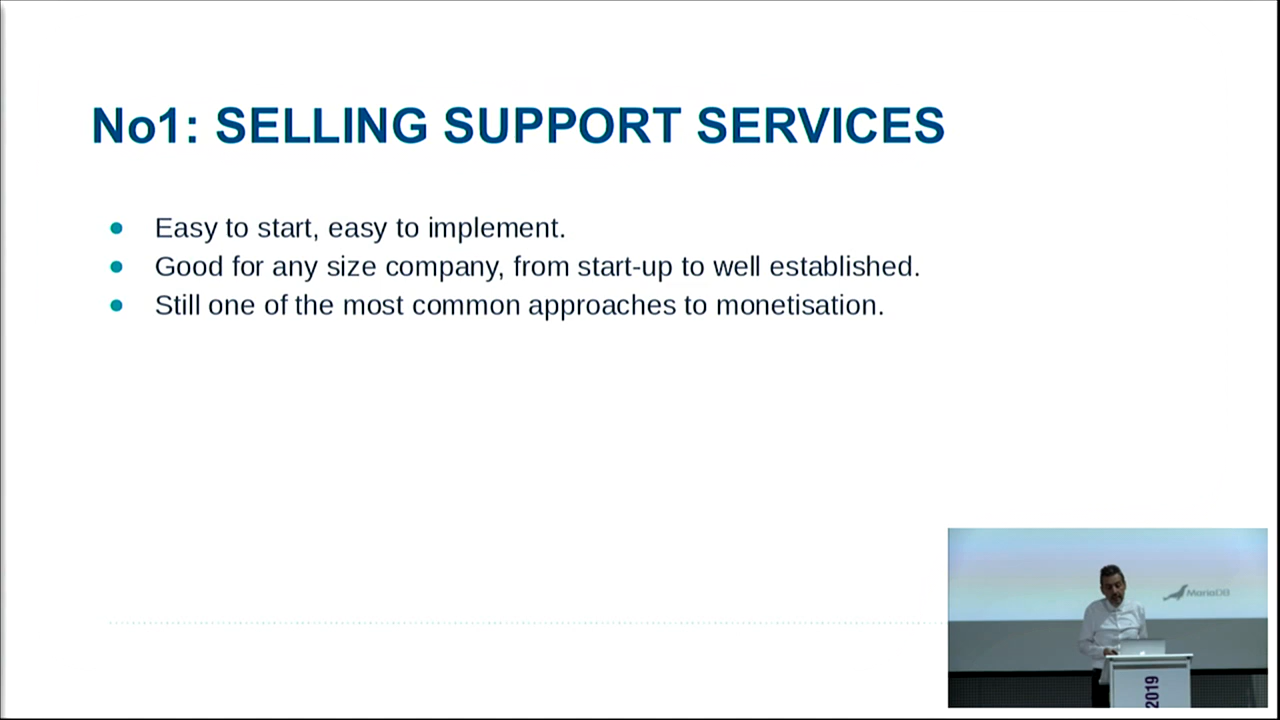 No1: SELLING SUPPORT SERVICES
Easy to start, easy to implement.
Good for any size company, from start-up to well established.
Still one of the most common approaches to monetisation.
MariaDB
2019